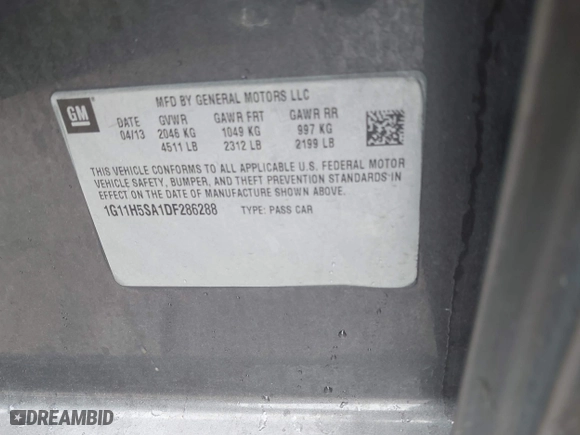 GM
MFD BY GENERAL MOTORS LLC
DATE GVWR GAWR FRT GAWR RR
04/13 2046 KG 1049 KG 997 KG
4511 LB 2312 LB 2199 LB
THIS VEHICLE CONFORMS TO ALL APPLICABLE U.S. FEDERAL MOTOR
VEHICLE SAFETY, BUMPER, AND THEFT PREVENTION STANDARDS IN
EFFECT ON THE DATE OF MANUFACTURE SHOWN ABOVE.
1G11H5SA1DF286288 TYPE: PASS CAR
DREAMBID